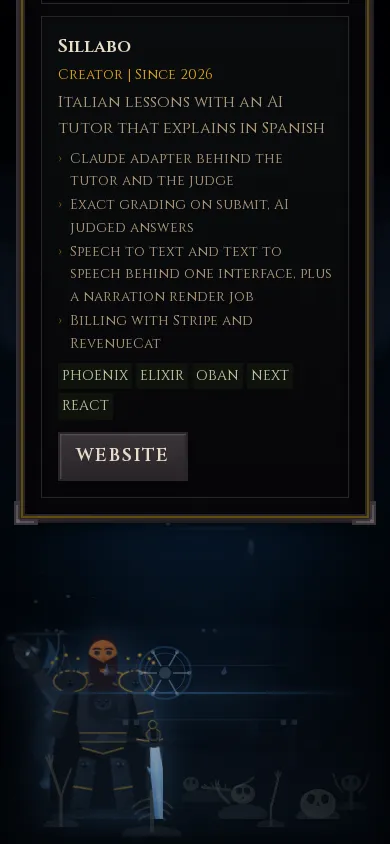 Sillabo
Creator | Since 2026
Italian lessons with an AI
tutor that explains in Spanish
› Claude adapter behind the
tutor and the judge
› Exact grading on submit, AI
judged answers
› Speech to text and text to
speech behind one interface, plus
a narration render job
› Billing with Stripe and
RevenueCat
PHOENIX ELIXIR OBAN NEXT
REACT
WEBSITE